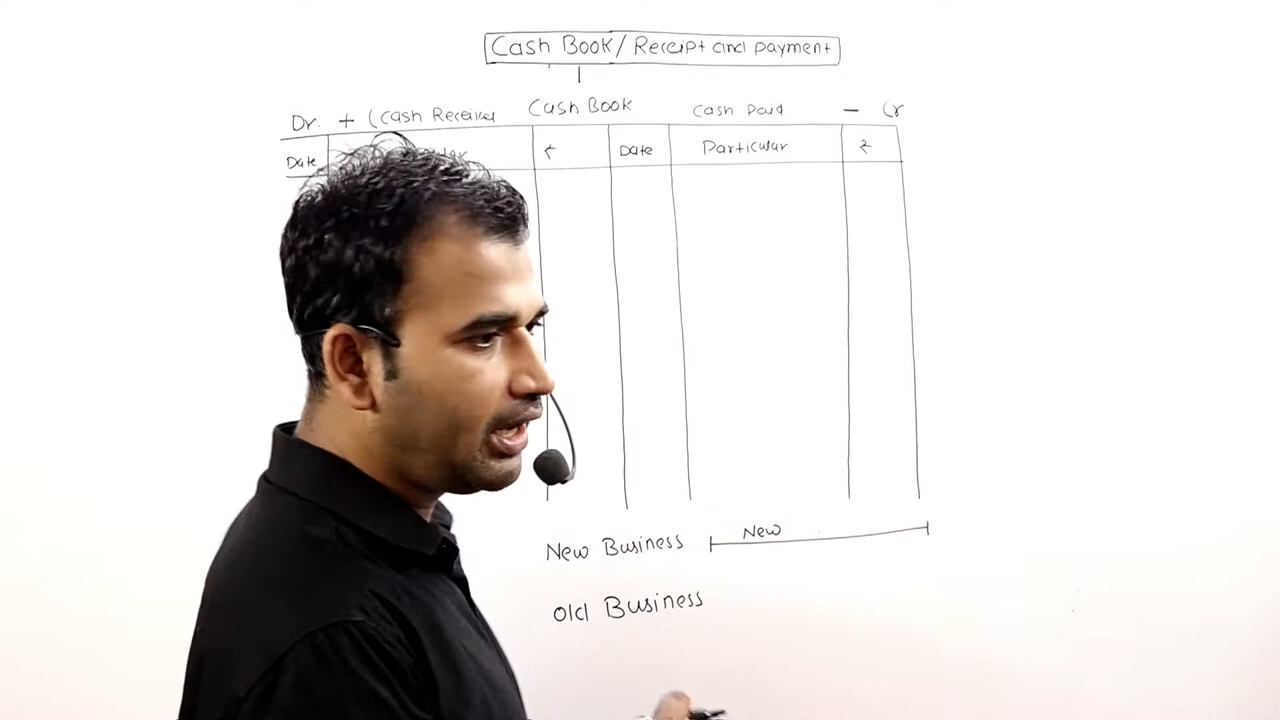 Cash Book/Receipt and payment
Dr. + (Cash Receive Cash Book Cash Paid - Cr
Date ₹ Date Particular ₹
New Business New
Old Business